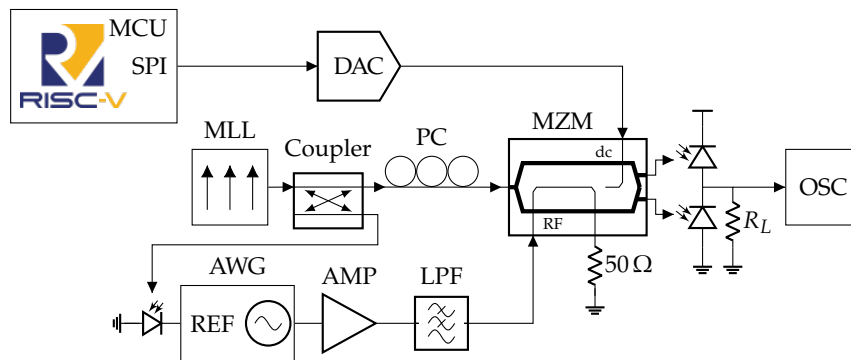 MCU
SPI
RISC-V
DAC
MLL
Coupler
PC
MZM
dc
RF
OSC
R_L
50 Ω
AWG
REF
AMP
LPF